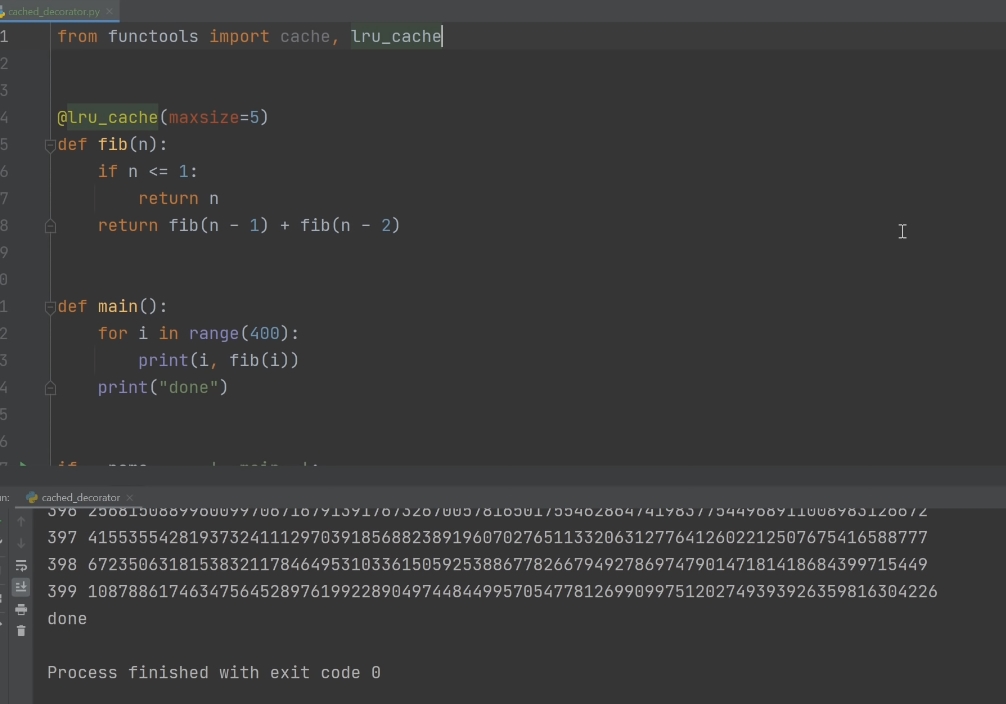 cached_decorator.py
1 from functools import cache, lru_cache
2
3
4 @lru_cache(maxsize=5)
5 def fib(n):
6 if n <= 1:
7 return n
8 return fib(n - 1) + fib(n - 2)
9
0
1 def main():
2 for i in range(400):
3 print(i, fib(i))
4 print("done")
5
6
cached_decorator
396 25681508899600997067167913917673267005781650175546286474198377544968911008983126672
397 41553554281937324111297039185688238919607027651133206312776412602212507675416588777
398 67235063181538321178464953103361505925388677826679492786974790147181418684399715449
399 108788617463475645289761992289049744844995705477812699099751202749393926359816304226
done
Process finished with exit code 0